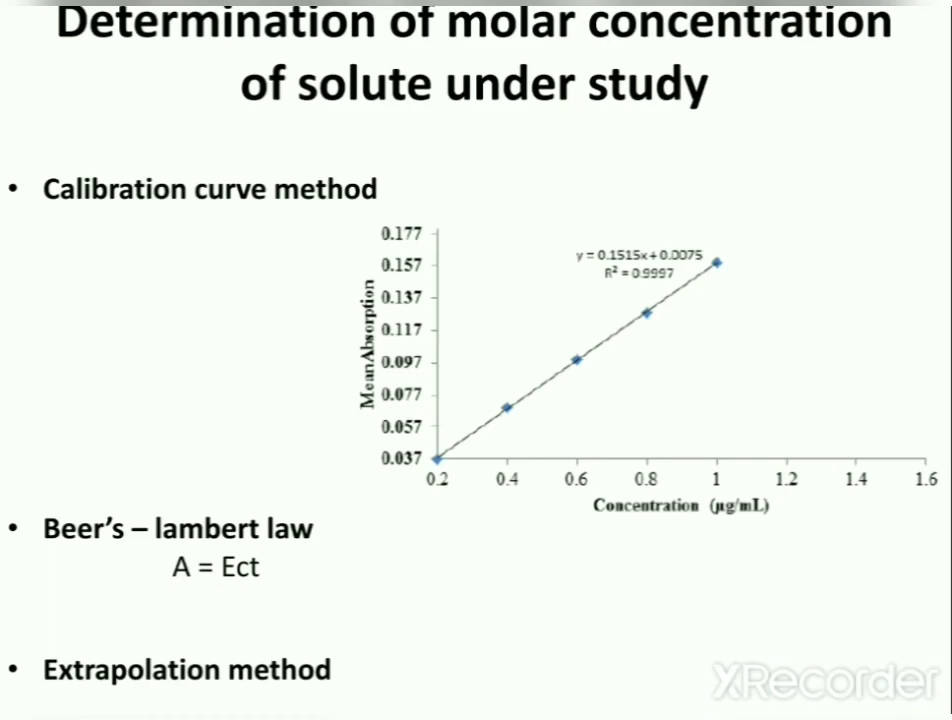 Determination of molar concentration
of solute under study
• Calibration curve method
0.177
0.157
0.137
0.117
0.097
0.077
0.057
0.037
Mean Absorption
y = 0.1515x + 0.0075
R² = 0.9997
0.2 0.4 0.6 0.8 1 1.2 1.4 1.6
Concentration (µg/mL)
• Beer's – lambert law
A = Ect
• Extrapolation method
XRecorder